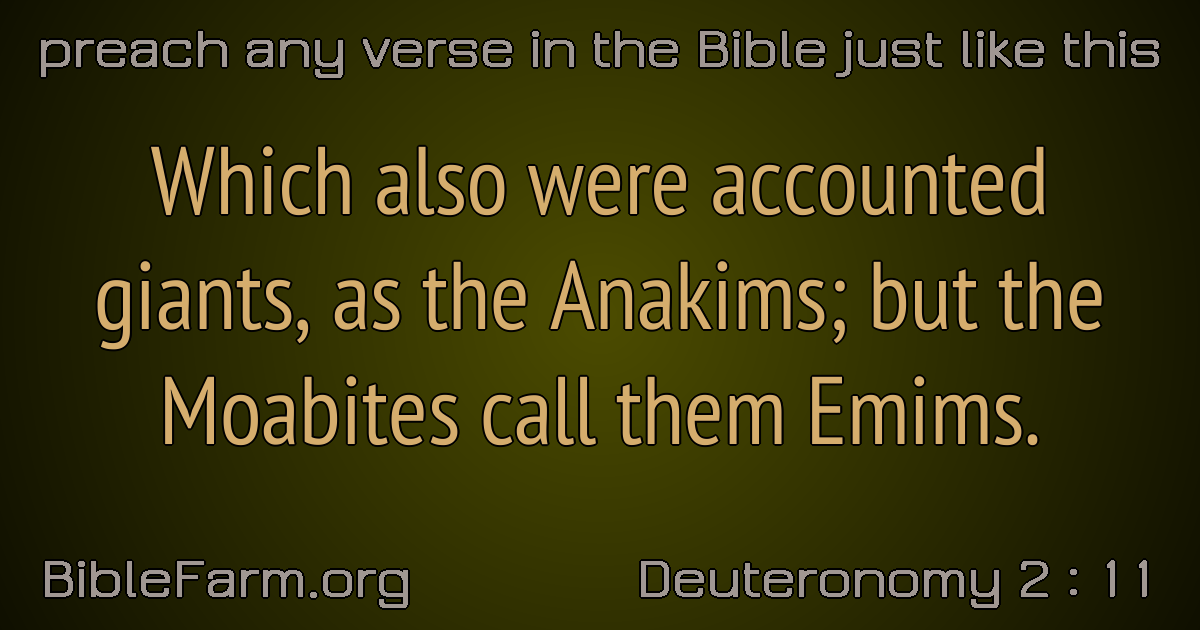 preach any verse in the Bible just like this
Which also were accounted
giants, as the Anakims; but the
Moabites call them Emims.
BibleFarm.org
Deuteronomy 2 : 11